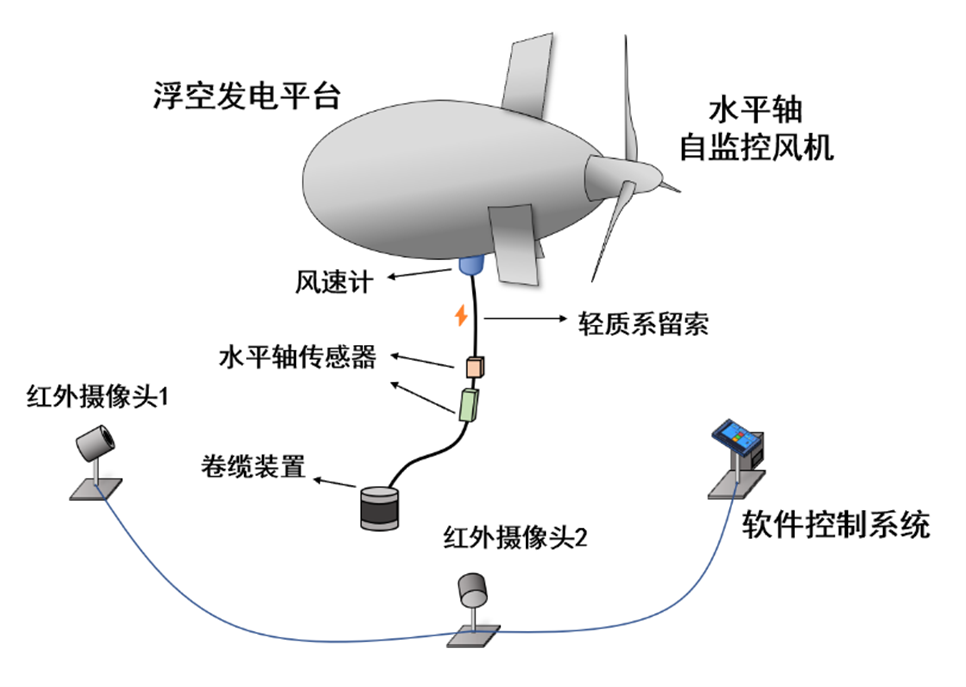 浮空发电平台
水平轴
自监控风机
风速计
轻质系留索
水平轴传感器
红外摄像头1
卷缆装置
软件控制系统
红外摄像头2